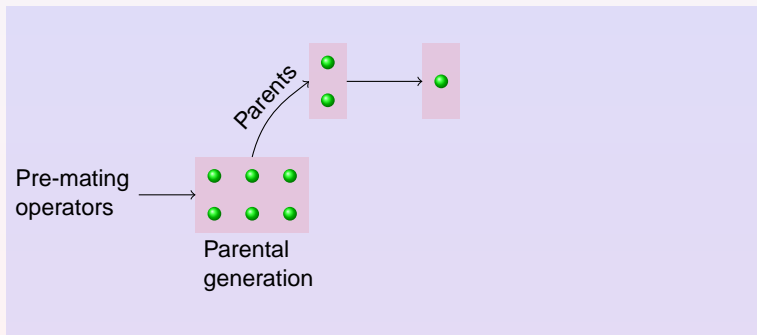 Parents
Pre-mating
operators
Parental
generation